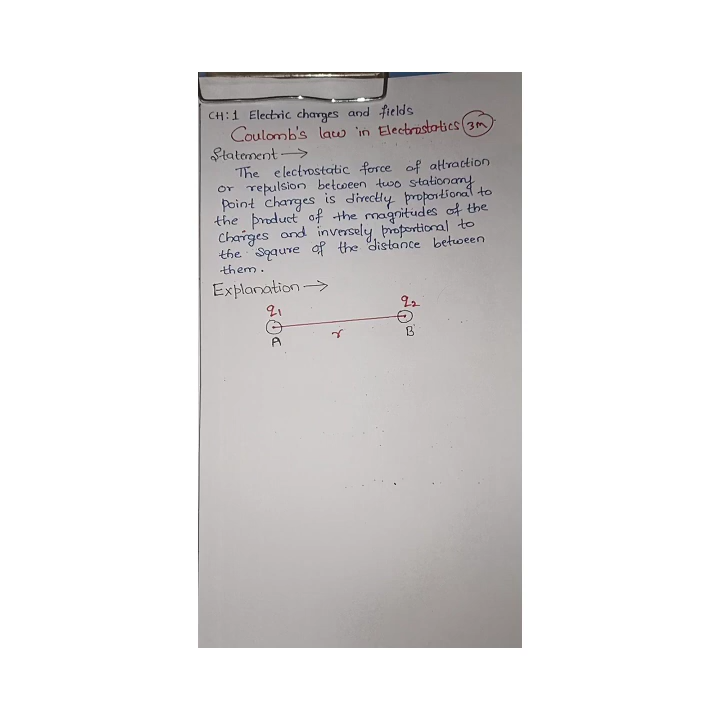 CH:1 Electric charges and fields
Coulomb's law in Electrostatics 3m
Statement →
The electrostatic force of attraction
or repulsion between two stationary
point charges is directly proportional to
the product of the magnitudes of the
charges and inversely proportional to
the sqaure of the distance between
them.
Explanation →
q1 q2
r
A B